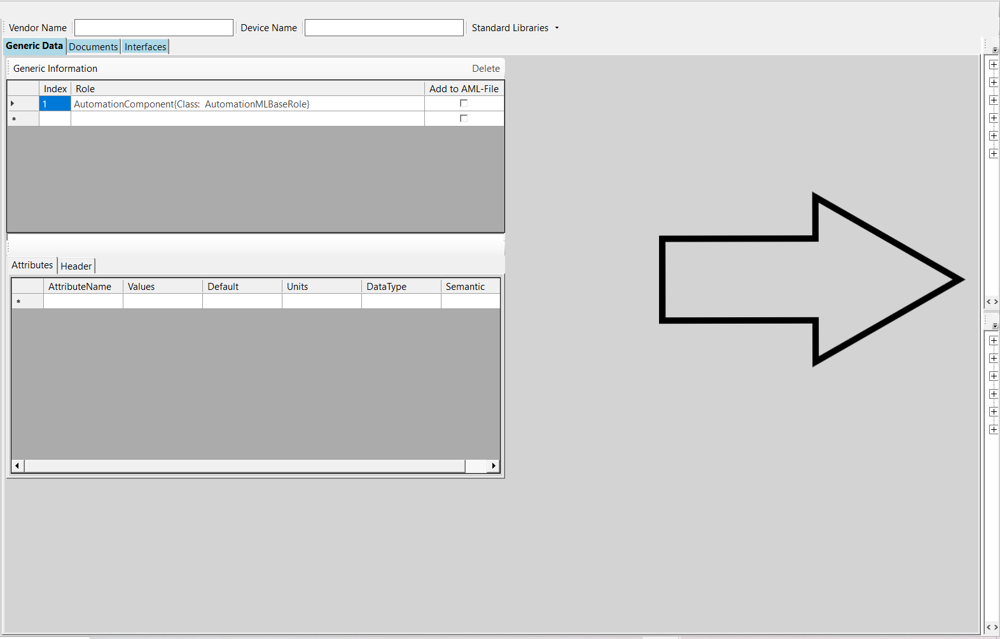 Vendor Name Device Name Standard Libraries
Generic Data Documents Interfaces
Generic Information Delete
Index Role Add to AML-File
1 AutomationComponent{Class: AutomationMLBaseRole}
Attributes Header
AttributeName Values Default Units DataType Semantic